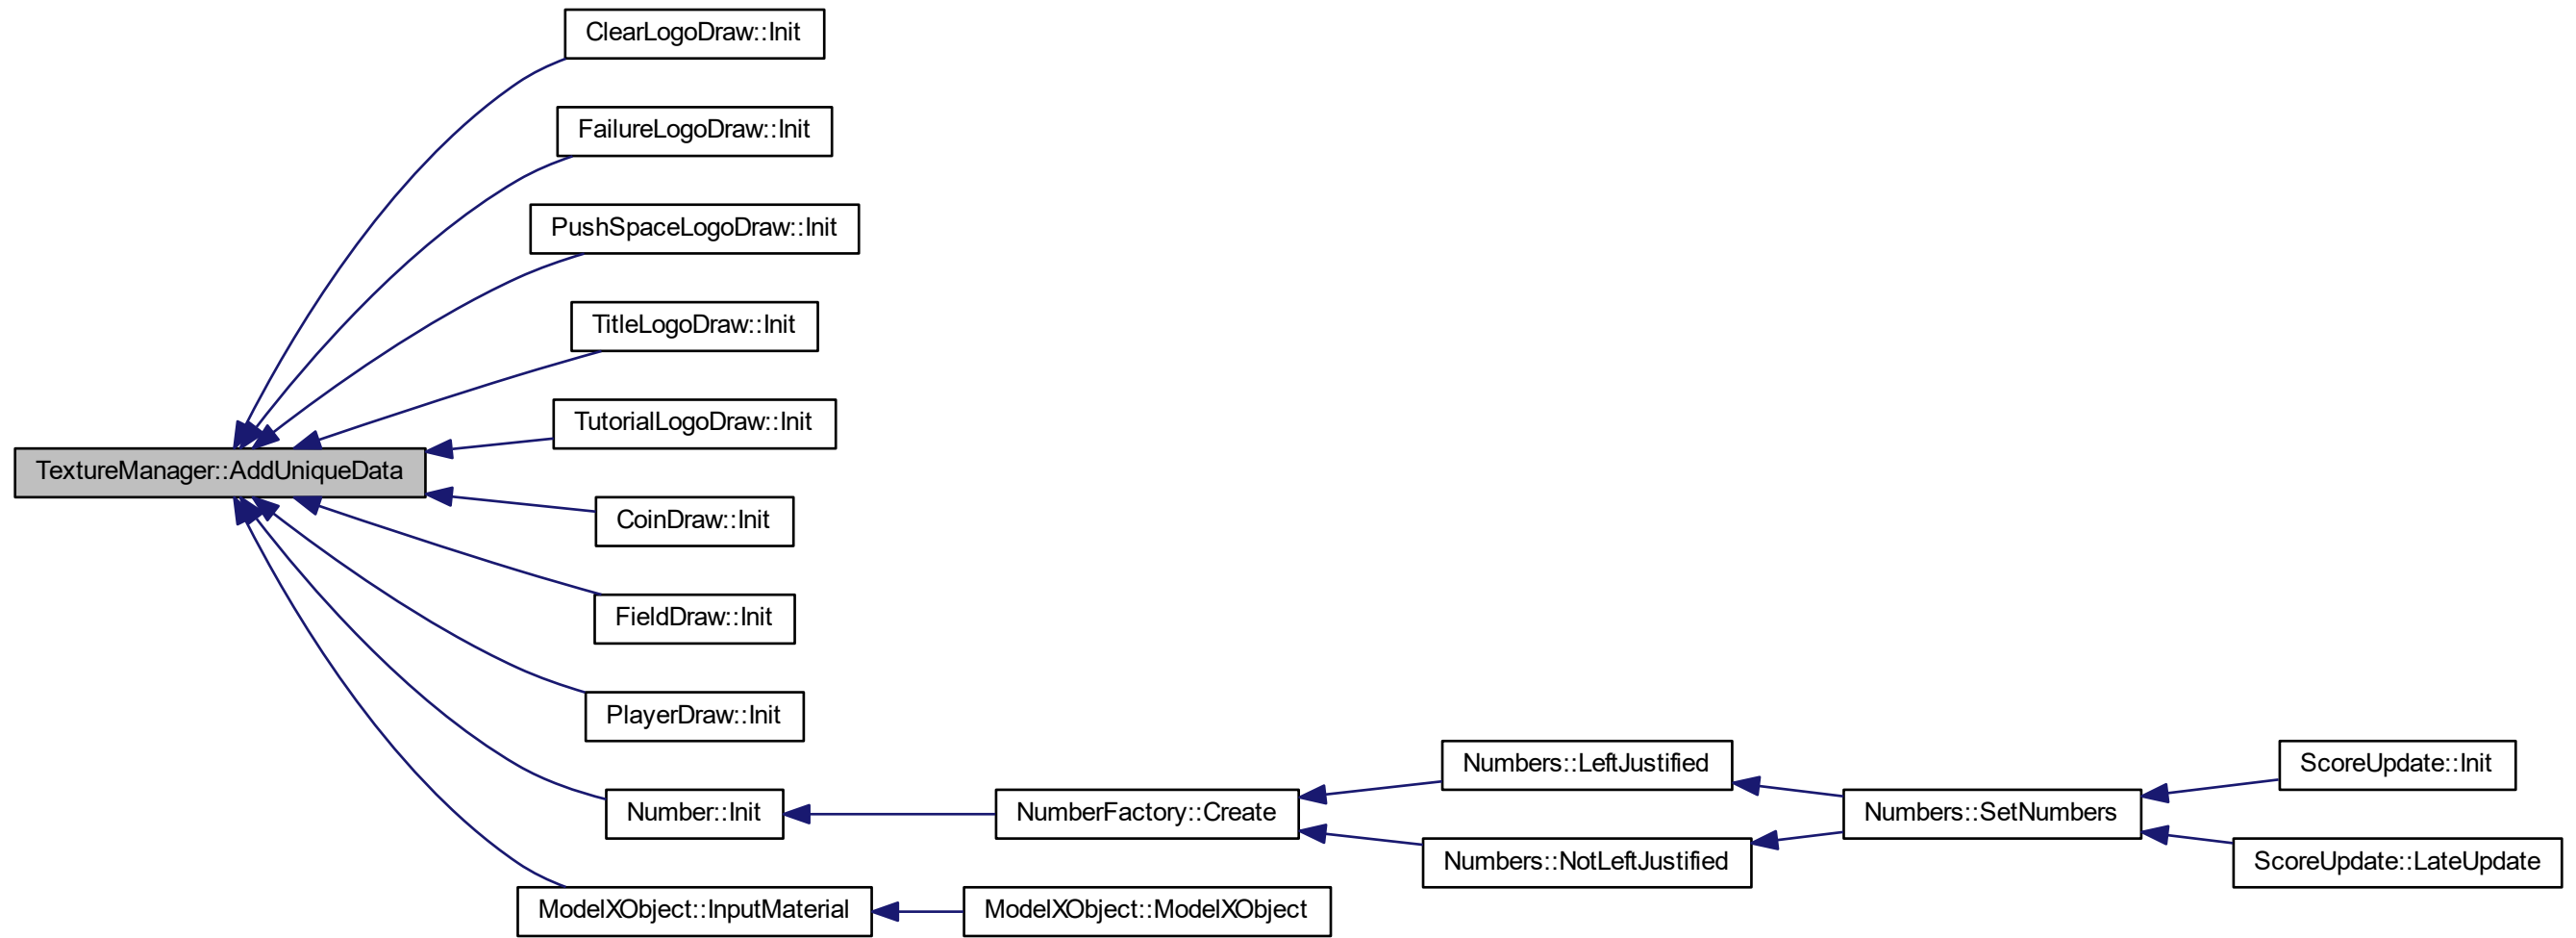 ClearLogoDraw::Init
FailureLogoDraw::Init
PushSpaceLogoDraw::Init
TitleLogoDraw::Init
TutorialLogoDraw::Init
TextureManager::AddUniqueData
CoinDraw::Init
FieldDraw::Init
PlayerDraw::Init
Number::Init
NumberFactory::Create
Numbers::LeftJustified
Numbers::NotLeftJustified
Numbers::SetNumbers
ScoreUpdate::Init
ScoreUpdate::LateUpdate
ModelXObject::InputMaterial
ModelXObject::ModelXObject